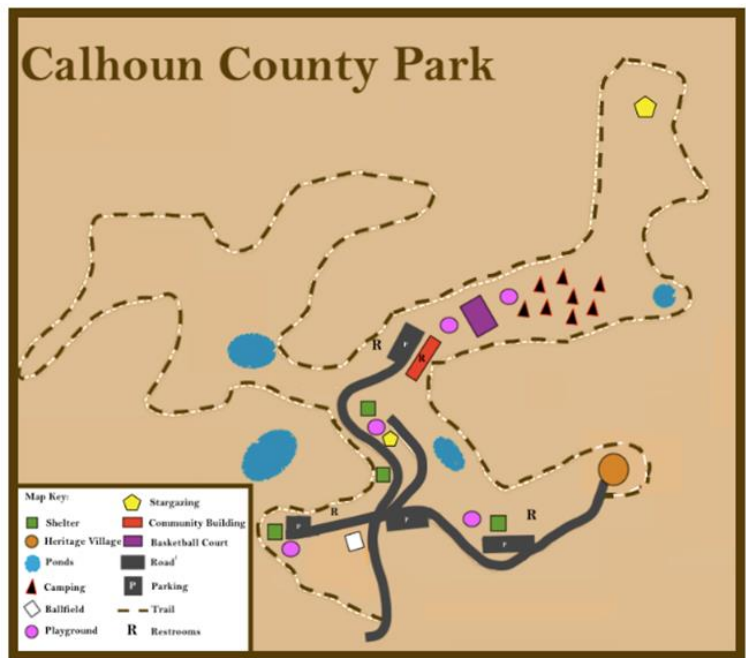 Calhoun County Park
R
P
R
R
R
P
P
P
Map Key:
Shelter
Heritage Village
Ponds
Camping
Ballfield
Playground
Stargazing
Community Building
Basketball Court
Road
P Parking
Trail
R Restrooms